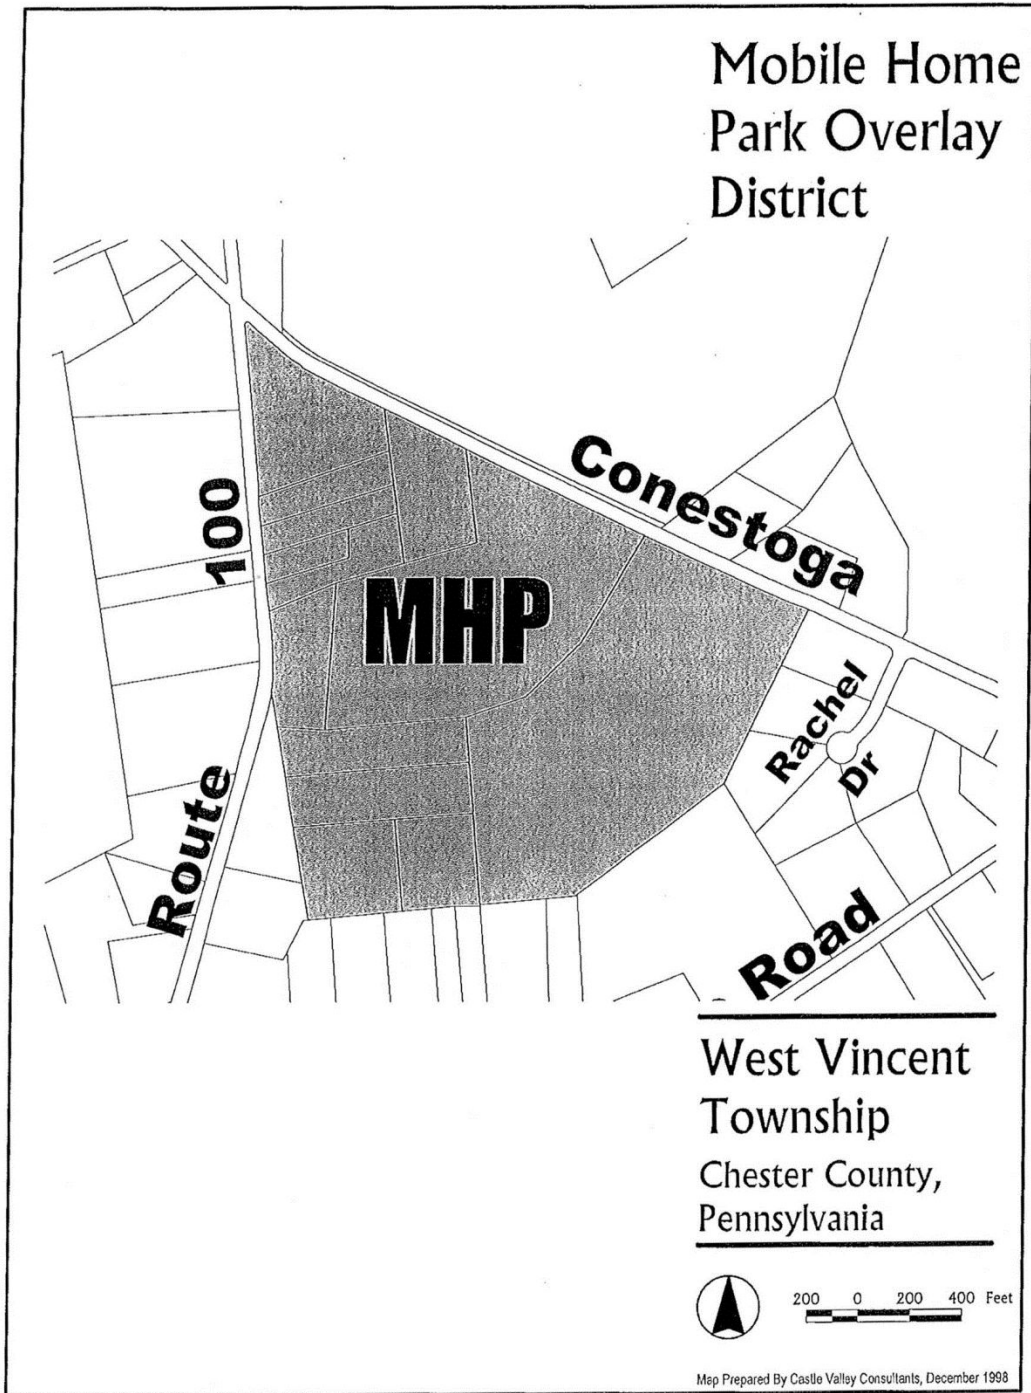 Mobile Home
Park Overlay
District
Conestoga
100
MHP
Rachel
Dr
Route
Road
West Vincent
Township
Chester County,
Pennsylvania
200 0 200 400 Feet
Map Prepared By Castle Valley Consultants, December 1998